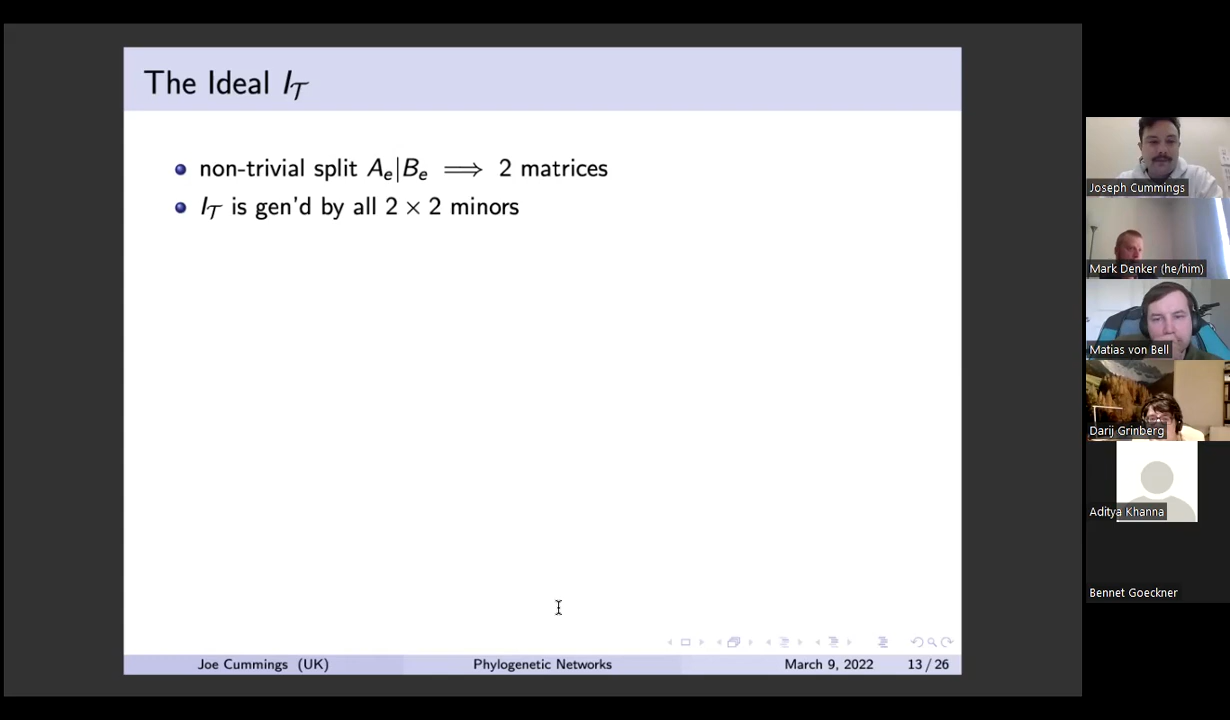 The Ideal I_𝒯
non-trivial split Aₑ|Bₑ ⟹ 2 matrices
I_𝒯 is gen'd by all 2 × 2 minors
Joe Cummings (UK) Phylogenetic Networks March 9, 2022 13 / 26
Joseph Cummings
Mark Denker (he/him)
Matias von Bell
Darij Grinberg
Aditya Khanna
Bennet Goeckner